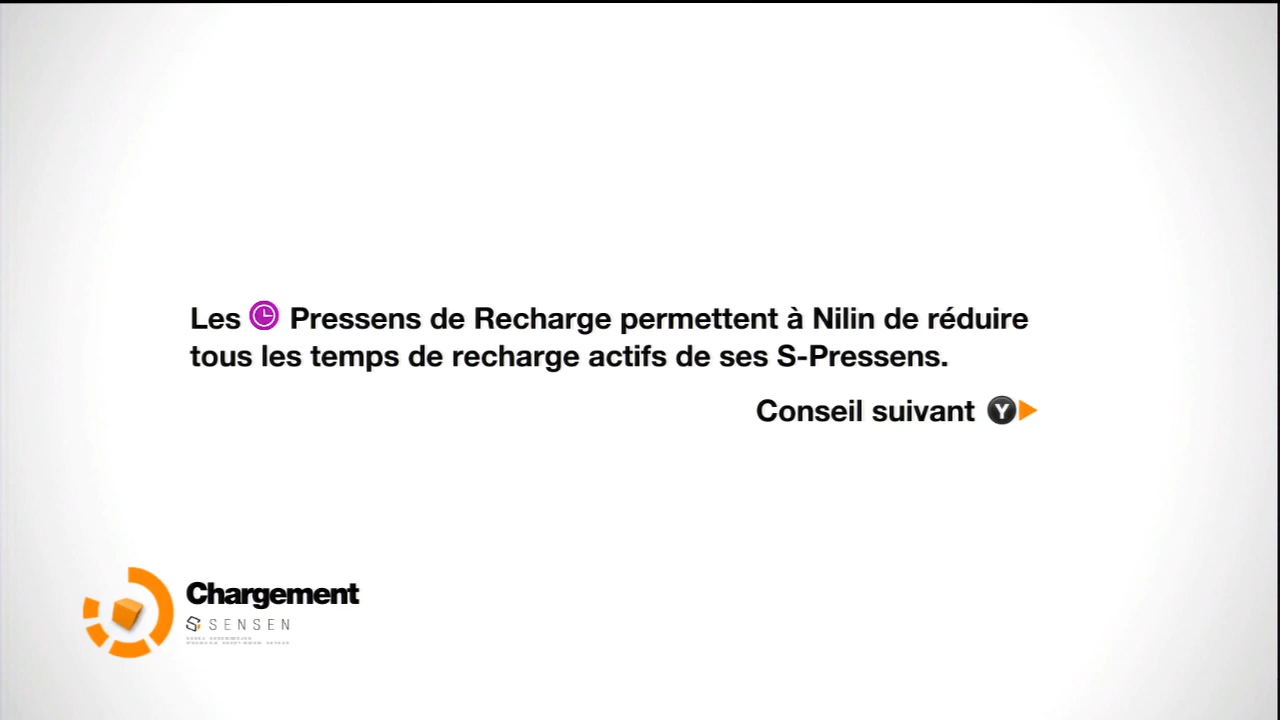 Les Pressens de Recharge permettent à Nilin de réduire
tous les temps de recharge actifs de ses S-Pressens.
Conseil suivant Y
Chargement
SENSEN